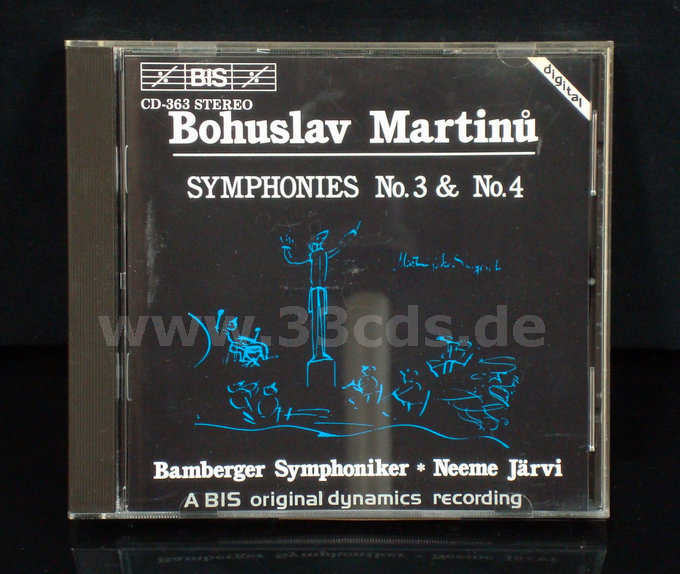 BIS
digital
CD-363 STEREO
Bohuslav Martinů
SYMPHONIES No. 3 & No. 4
www.33cds.de
Bamberger Symphoniker * Neeme Järvi
A BIS original dynamics recording